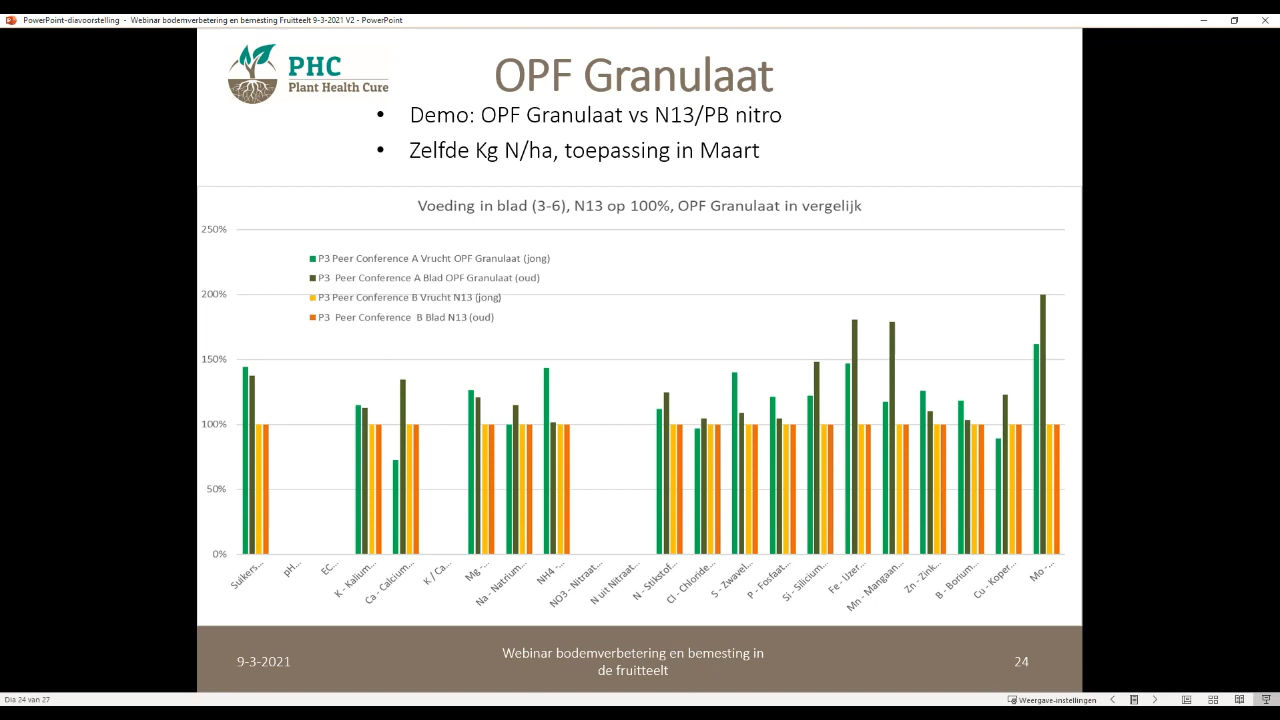 PowerPoint-diavoorstelling - Webinar bodemverbetering en bemesting Fruitteelt 9-3-2021 V2 - PowerPoint
PHC
Plant Health Cure
OPF Granulaat
• Demo: OPF Granulaat vs N13/PB nitro
• Zelfde Kg N/ha, toepassing in Maart
Voeding in blad (3-6), N13 op 100%, OPF Granulaat in vergelijk
250%
200%
150%
100%
50%
0%
P3 Peer Conference A Vrucht OPF Granulaat (jong)
P3 Peer Conference A Blad OPF Granulaat (oud)
P3 Peer Conference B Vrucht N13 (jong)
P3 Peer Conference B Blad N13 (oud)
Suikers...
pH...
EC...
K - Kalium...
Ca - Calcium...
K / Ca...
Mg -...
Na - Natrium...
NH4 -...
NO3 - Nitraat...
N uit Nitraat...
N - Stikstof...
Cl - Chloride...
S - Zwavel...
P - Fosfaat...
Si - Silicium...
Fe - IJzer...
Mn - Mangaan...
Zn - Zink...
B - Borium...
Cu - Koper...
Mo -...
9-3-2021
Webinar bodemverbetering en bemesting in
de fruitteelt
24
Dia 24 van 27
Weergave-instellingen